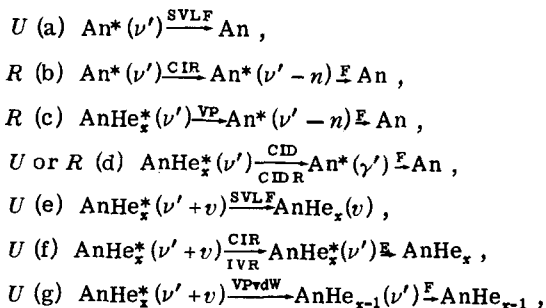 U (a) An*(ν′) SVLF→ An ,
R (b) An*(ν′) CIR→ An*(ν′ − n) F→ An ,
R (c) AnHe*x(ν′) VP→ An*(ν′ − n) F→ An ,
U or R (d) AnHe*x(ν′) CID→CIDR An*(γ′) F→ An ,
U (e) AnHe*x(ν′ + v) SVLF→ AnHex(v) ,
U (f) AnHe*x(ν′ + v) CIR→IVR AnHe*x(ν′) F→ AnHex ,
U (g) AnHe*x(ν′ + v) VPvdW→ AnHex−1(ν′) F→ AnHex−1 ,